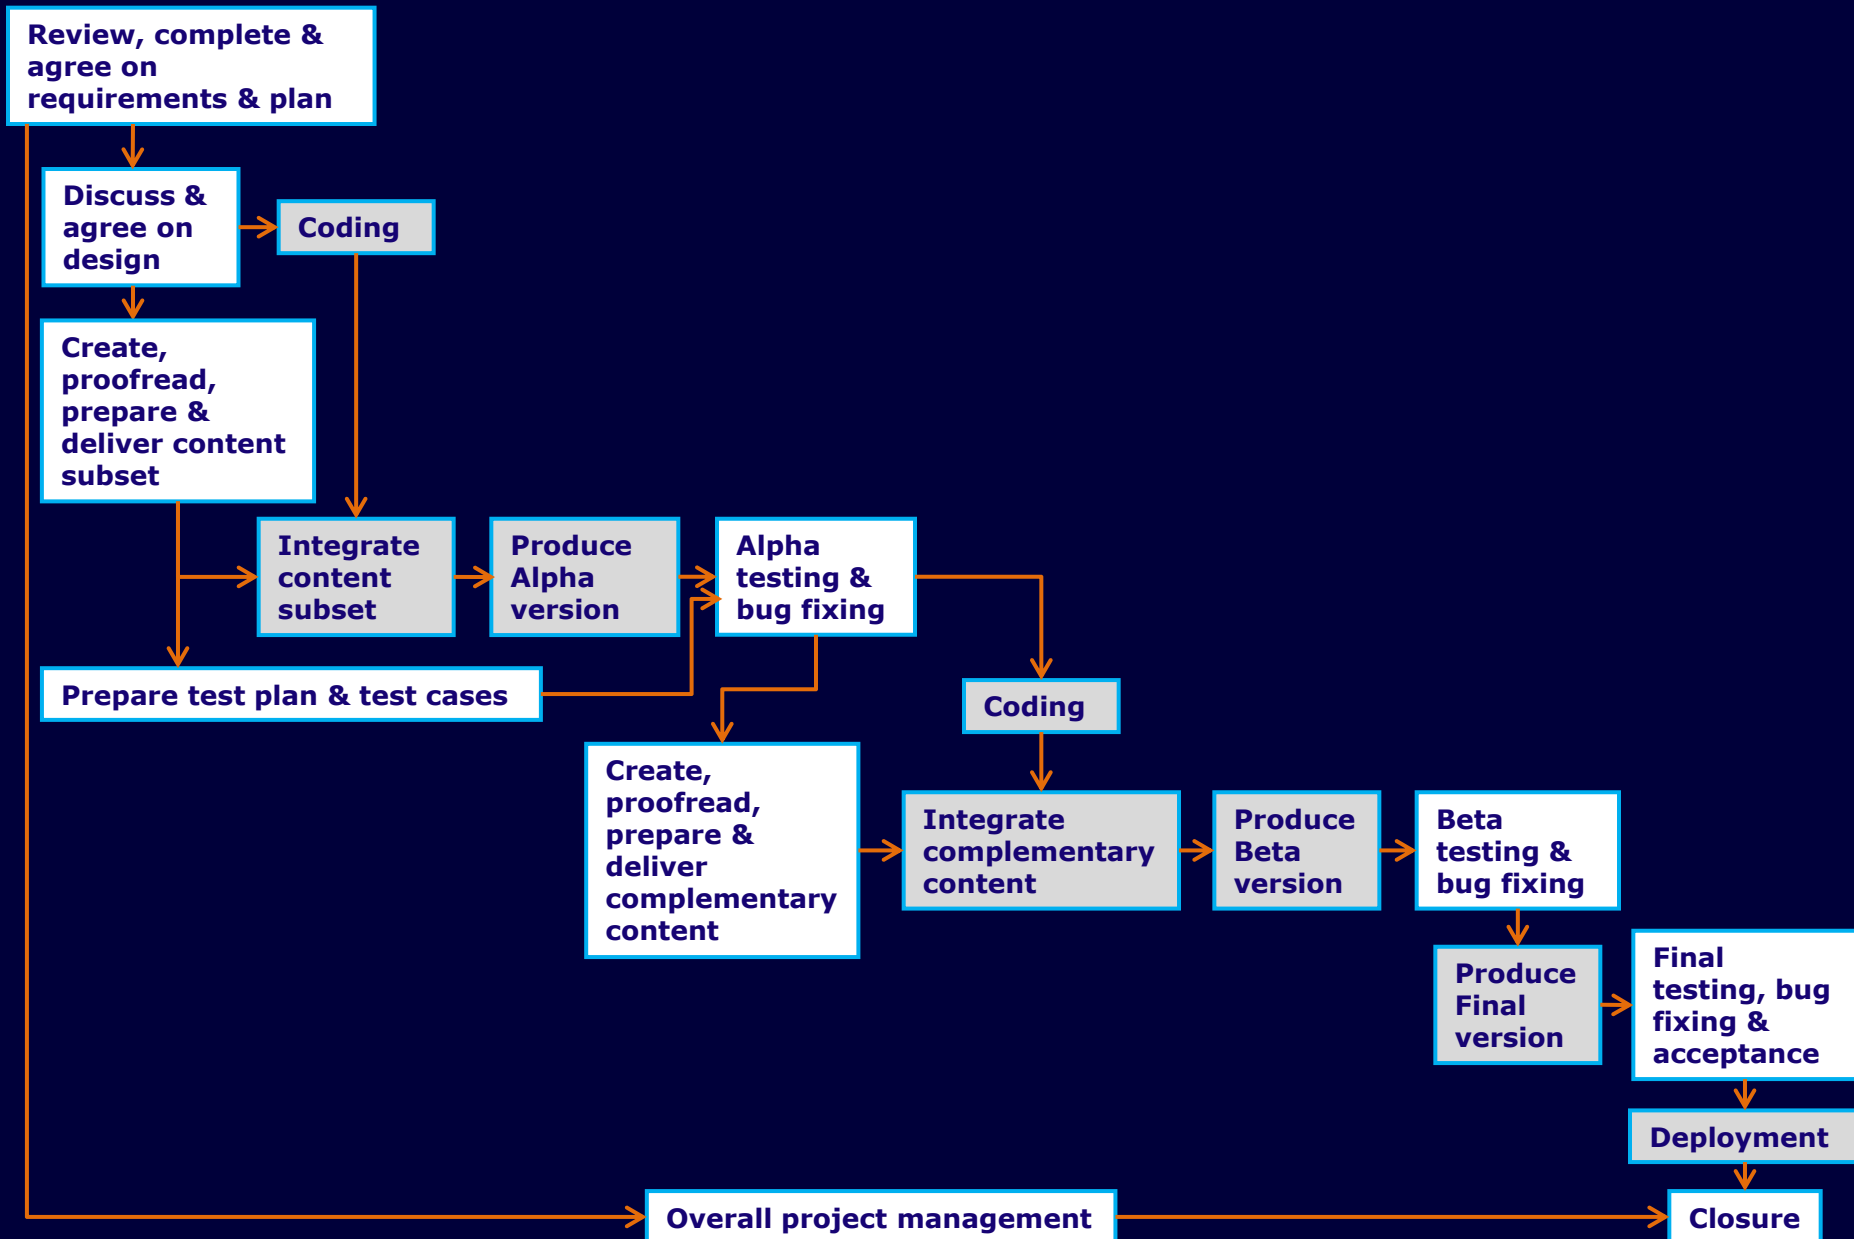 Review, complete &
agree on
requirements & plan
Discuss &
agree on
design
Coding
Create,
proofread,
prepare &
deliver content
subset
Integrate
content
subset
Produce
Alpha
version
Alpha
testing &
bug fixing
Prepare test plan & test cases
Coding
Create,
proofread,
prepare &
deliver
complementary
content
Integrate
complementary
content
Produce
Beta
version
Beta
testing &
bug fixing
Produce
Final
version
Final
testing, bug
fixing &
acceptance
Deployment
Overall project management
Closure